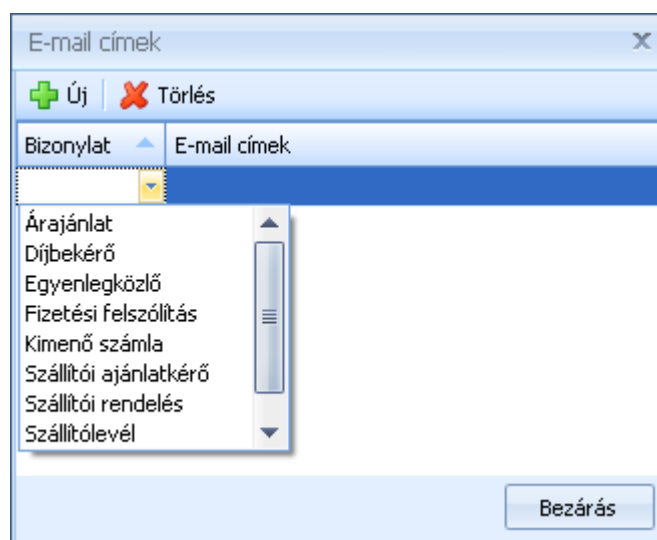 E-mail címek
Új Törlés
Bizonylat E-mail címek
Árajánlat
Díjbekérő
Egyenlegközlő
Fizetési felszólítás
Kimenő számla
Szállítói ajánlatkérő
Szállítói rendelés
Szállítólevél
Bezárás